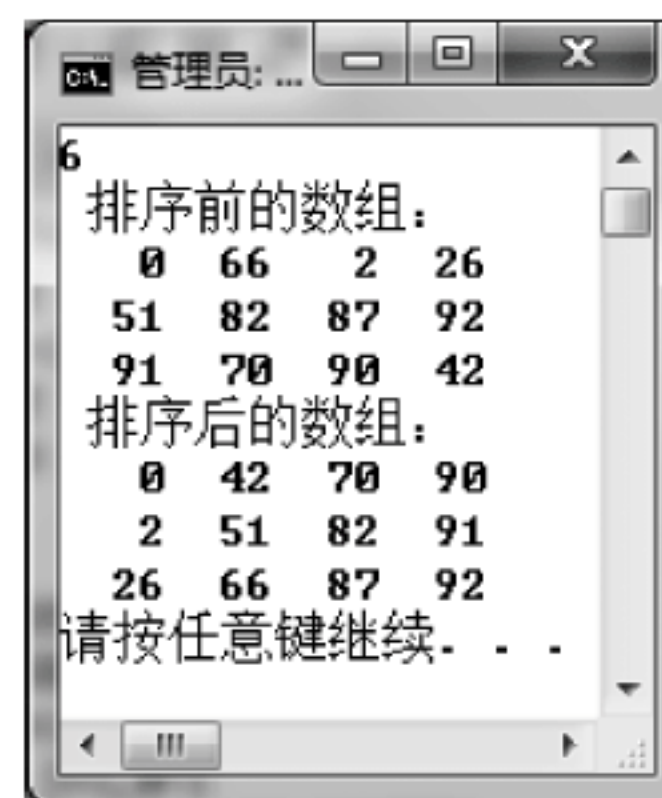 管理员: ...
6
排序前的数组：
0 66 2 26
51 82 87 92
91 70 90 42
排序后的数组：
0 42 70 90
2 51 82 91
26 66 87 92
请按任意键继续. . .